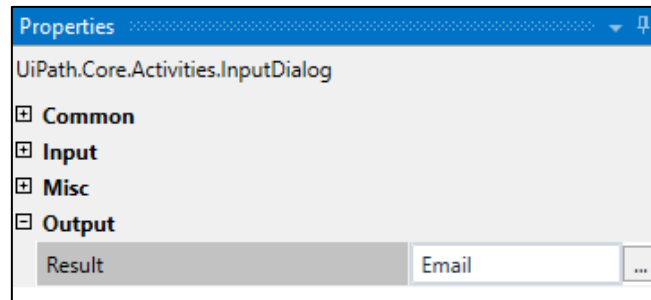 Properties
UiPath.Core.Activities.InputDialog
Common
Input
Misc
Output
Result Email ...